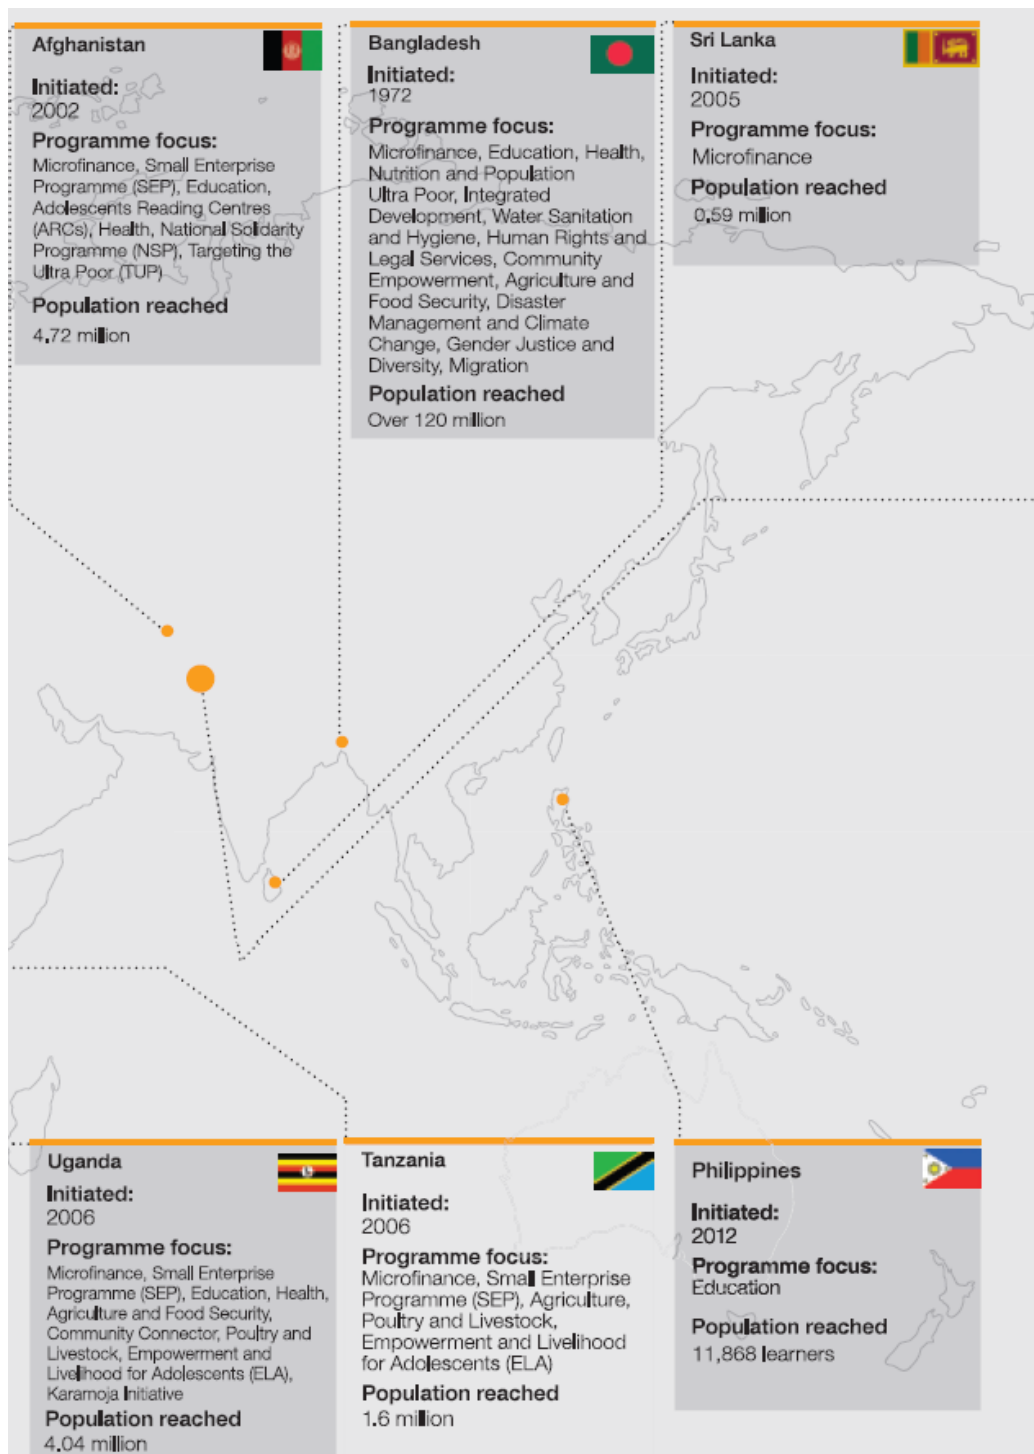 Afghanistan
Initiated:
2002
Programme focus:
Microfinance, Small Enterprise
Programme (SEP), Education,
Adolescents Reading Centres
(ARCs), Health, National Solidarity
Programme (NSP), Targeting the
Ultra Poor (TUP)
Population reached
4.72 million
Bangladesh
Initiated:
1972
Programme focus:
Microfinance, Education, Health,
Nutrition and Population
Ultra Poor, Integrated
Development, Water Sanitation
and Hygiene, Human Rights and
Legal Services, Community
Empowerment, Agriculture and
Food Security, Disaster
Management and Climate
Change, Gender Justice and
Diversity, Migration
Population reached
Over 120 million
Sri Lanka
Initiated:
2005
Programme focus:
Microfinance
Population reached
0.59 million
Uganda
Initiated:
2006
Programme focus:
Microfinance, Small Enterprise
Programme (SEP), Education, Health,
Agriculture and Food Security,
Community Connector, Poultry and
Livestock, Empowerment and
Livelihood for Adolescents (ELA),
Karamoja Initiative
Population reached
4.04 million
Tanzania
Initiated:
2006
Programme focus:
Microfinance, Small Enterprise
Programme (SEP), Agriculture,
Poultry and Livestock,
Empowerment and Livelihood
for Adolescents (ELA)
Population reached
1.6 million
Philippines
Initiated:
2012
Programme focus:
Education
Population reached
11,868 learners